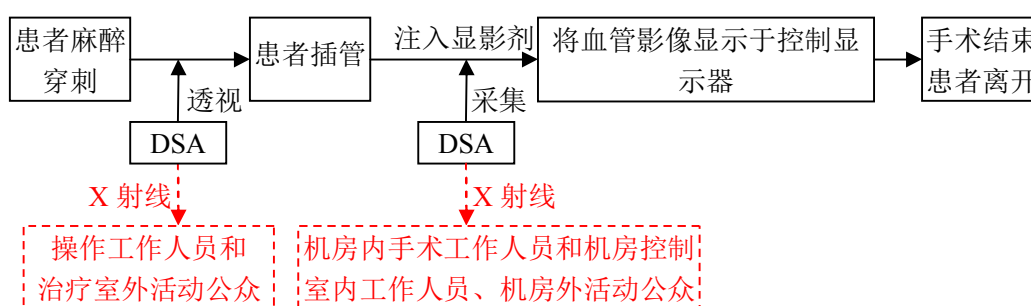 患者麻醉
穿刺
透视
DSA
X 射线
操作工作人员和
治疗室外活动公众
患者插管
注入显影剂
采集
DSA
X 射线
机房内手术工作人员和机房控制
室内工作人员、机房外活动公众
将血管影像显示于控制显
示器
手术结束
患者离开